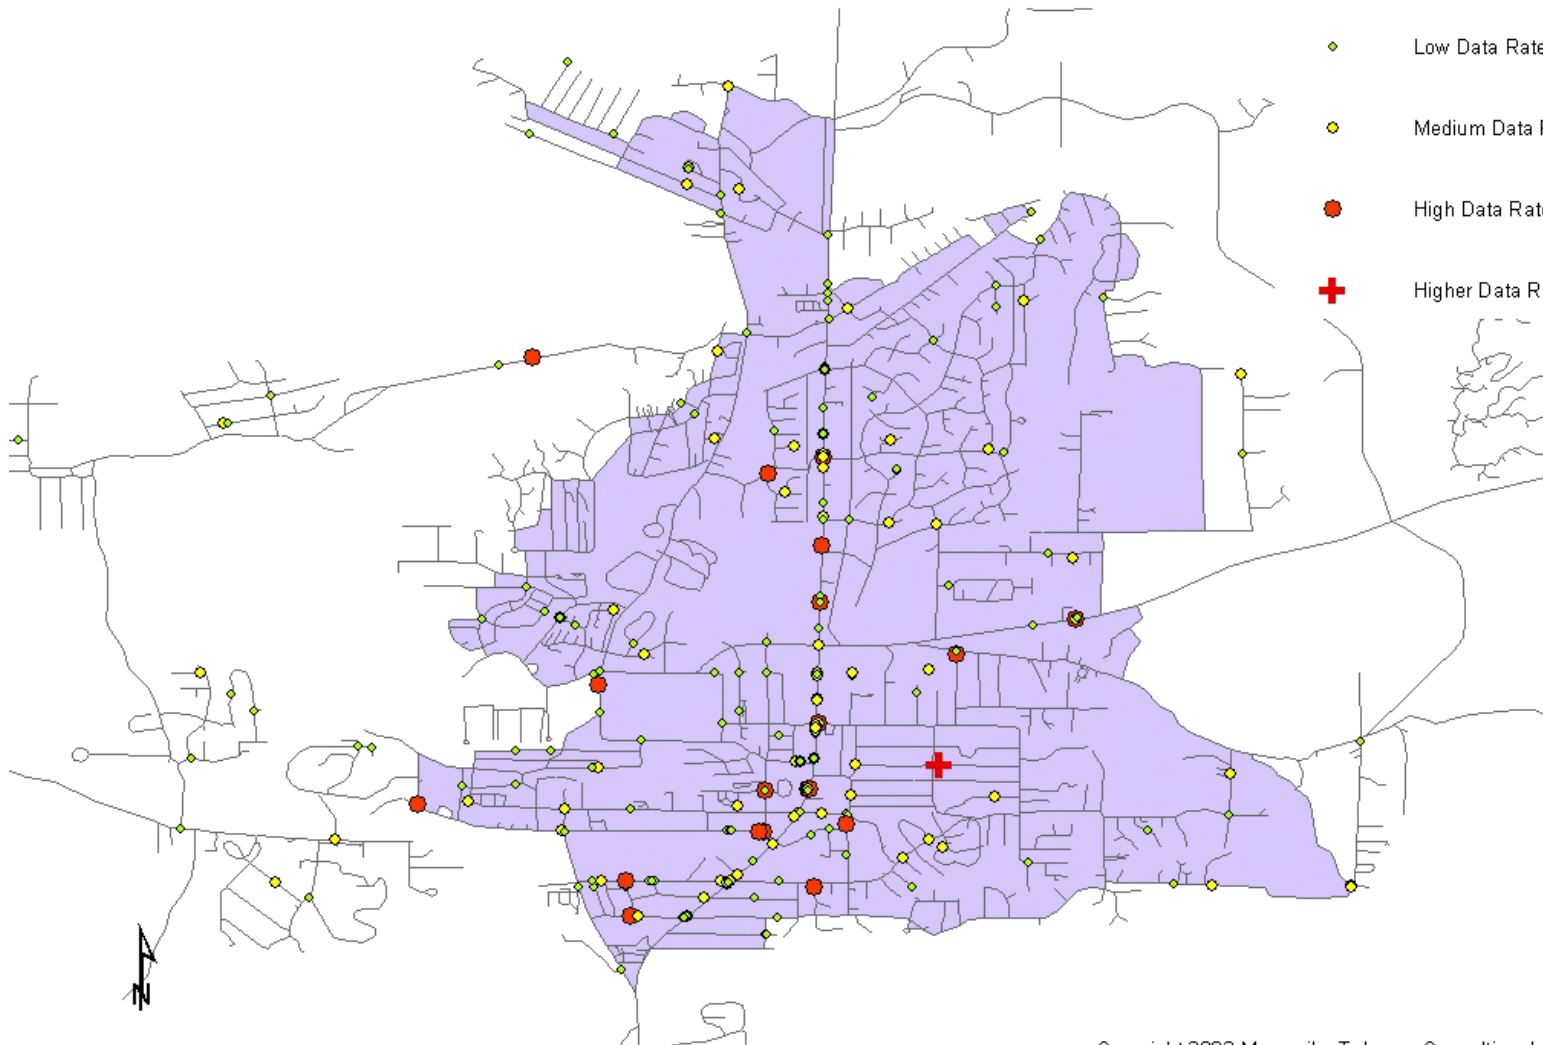 Low Data Rate
Medium Data
High Data Rate
Higher Data R
N